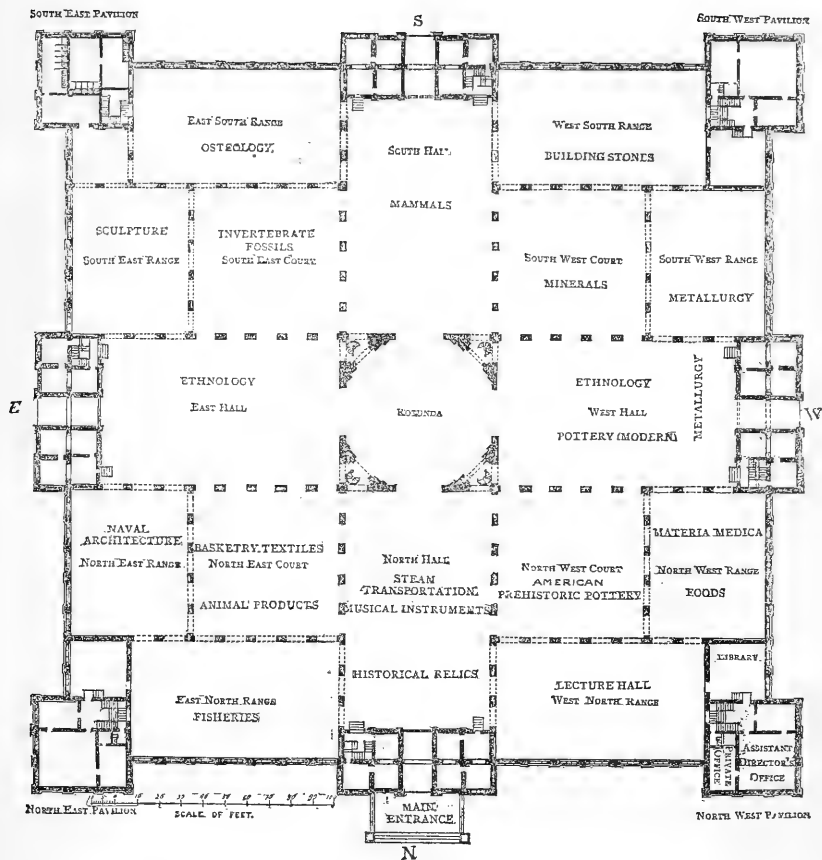 SOUTH EAST PAVILION
S
SOUTH WEST PAVILION
EAST SOUTH RANGE
OSTEOLOGY.
SOUTH HALL
MAMMALS
WEST SOUTH RANGE
BUILDING STONES
SCULPTURE
SOUTH EAST RANGE
INVERTEBRATE
FOSSILS
SOUTH EAST COURT.
SOUTH WEST COURT
MINERALS
SOUTH WEST RANGE
METALLURGY
E
ETHNOLOGY
EAST HALL
ROTUNDA
ETHNOLOGY
WEST HALL
POTTERY (MODERN)
METALLURGY
W
NAVAL
ARCHITECTURE
NORTH EAST RANGE
BASKETRY, TEXTILES
NORTH EAST COURT
ANIMAL PRODUCTS
NORTH HALL
STEAM
TRANSPORTATION
MUSICAL INSTRUMENTS
HISTORICAL RELICS
NORTH WEST COURT
AMERICAN
PREHISTORIC POTTERY
MATERIA MEDICA
NORTH WEST RANGE
FOODS
EAST NORTH RANGE
FISHERIES
LECTURE HALL
WEST NORTH RANGE
LIBRARY
PRIVATE
OFFICE
ASSISTANT
DIRECTOR'S
OFFICE
NORTH EAST PAVILION
SCALE OF FEET.
MAIN
ENTRANCE
N
NORTH WEST PAVILION